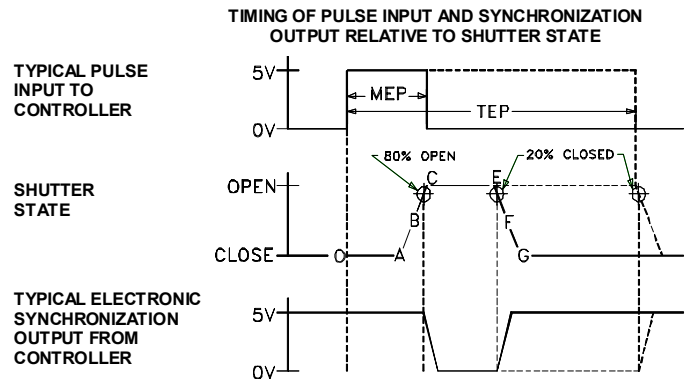 TIMING OF PULSE INPUT AND SYNCHRONIZATION
OUTPUT RELATIVE TO SHUTTER STATE
TYPICAL PULSE
INPUT TO
CONTROLLER
5V
0V
MEP
TEP
80% OPEN
20% CLOSED
SHUTTER
STATE
OPEN
CLOSE
O
A
B
C
E
F
G
TYPICAL ELECTRONIC
SYNCHRONIZATION
OUTPUT FROM
CONTROLLER
5V
0V